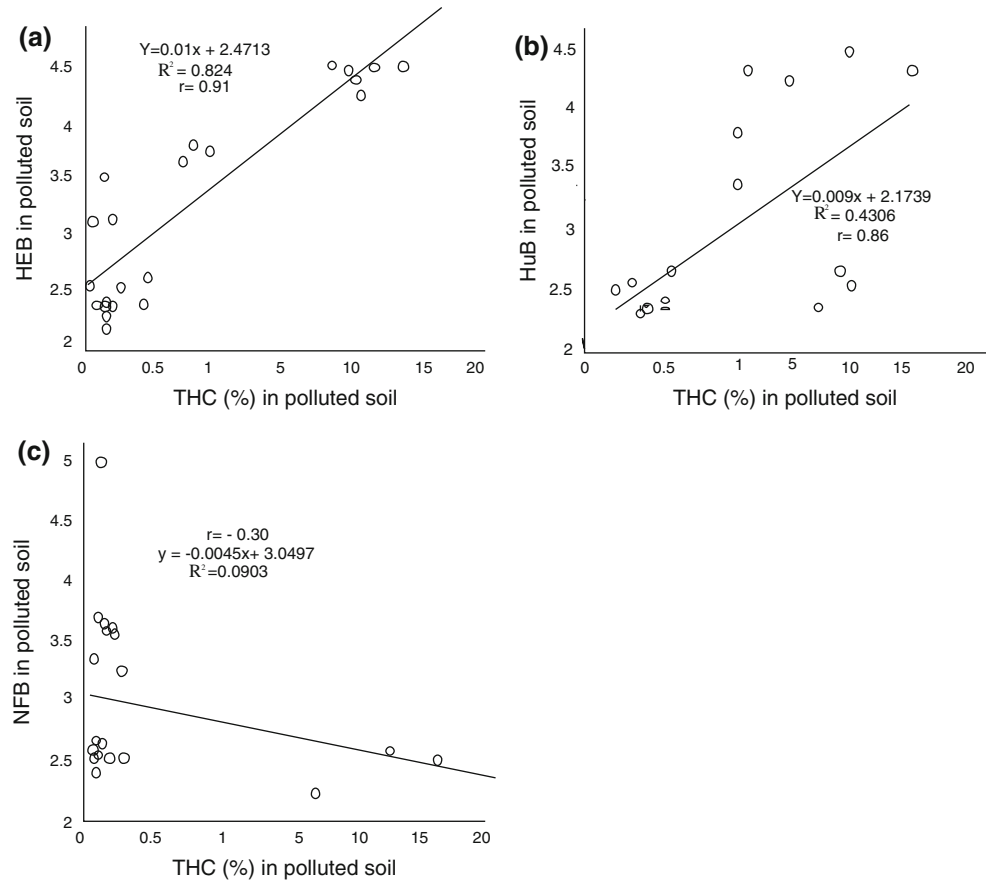 (a)
Y=0.01x + 2.4713
R² = 0.824
r= 0.91
HEB in polluted soil
4.5
4
3.5
3
2.5
2
0 0.5 1 10 15 20
THC (%) in polluted soil
(b)
HuB in polluted soil
4.5
4
3.5
3
2.5
2
Y=0.009x + 2.1739
R² = 0.4306
r= 0.86
0 0.5 1 5 10 15 20
THC (%) in polluted soil
(c)
NFB in polluted soil
5
4.5
4
3.5
3
2.5
2
r= - 0.30
y = -0.0045x+ 3.0497
R² =0.0903
0 0.5 1 5 10 15 20
THC (%) in polluted soil